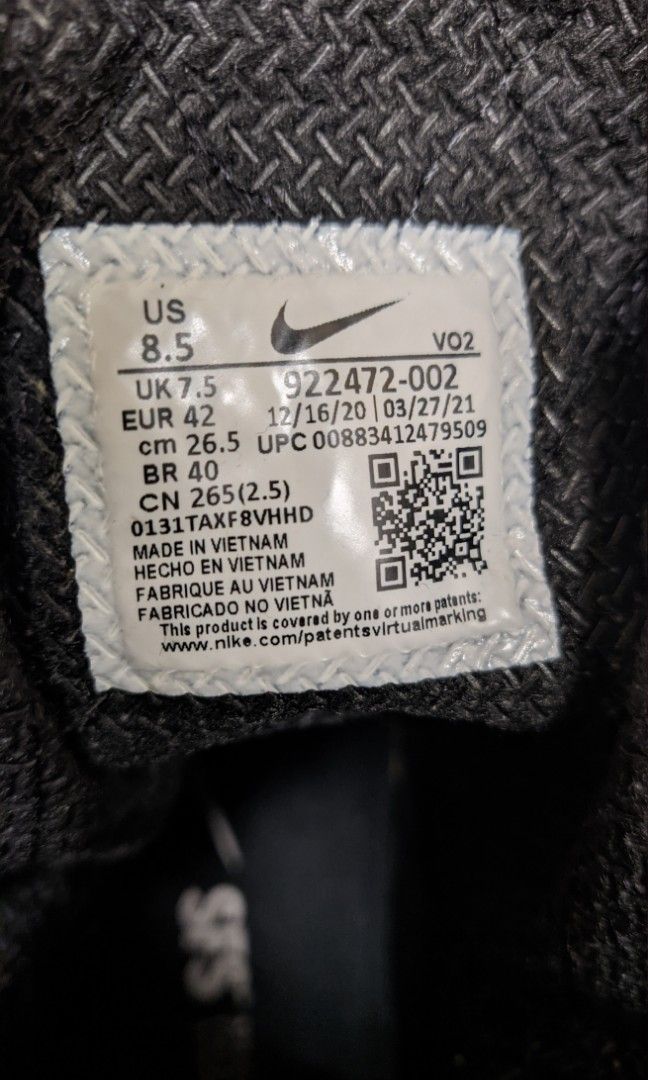 US
8.5
VO2
UK 7.5
922472-002
EUR 42
12/16/20 | 03/27/21
cm 26.5
UPC 00883412479509
BR 40
CN 265(2.5)
0131TAXF8VHHD
MADE IN VIETNAM
HECHO EN VIETNAM
FABRIQUE AU VIETNAM
FABRICADO NO VIETNÃ
This product is covered by one or more patents:
www.nike.com/patentsvirtualmarking